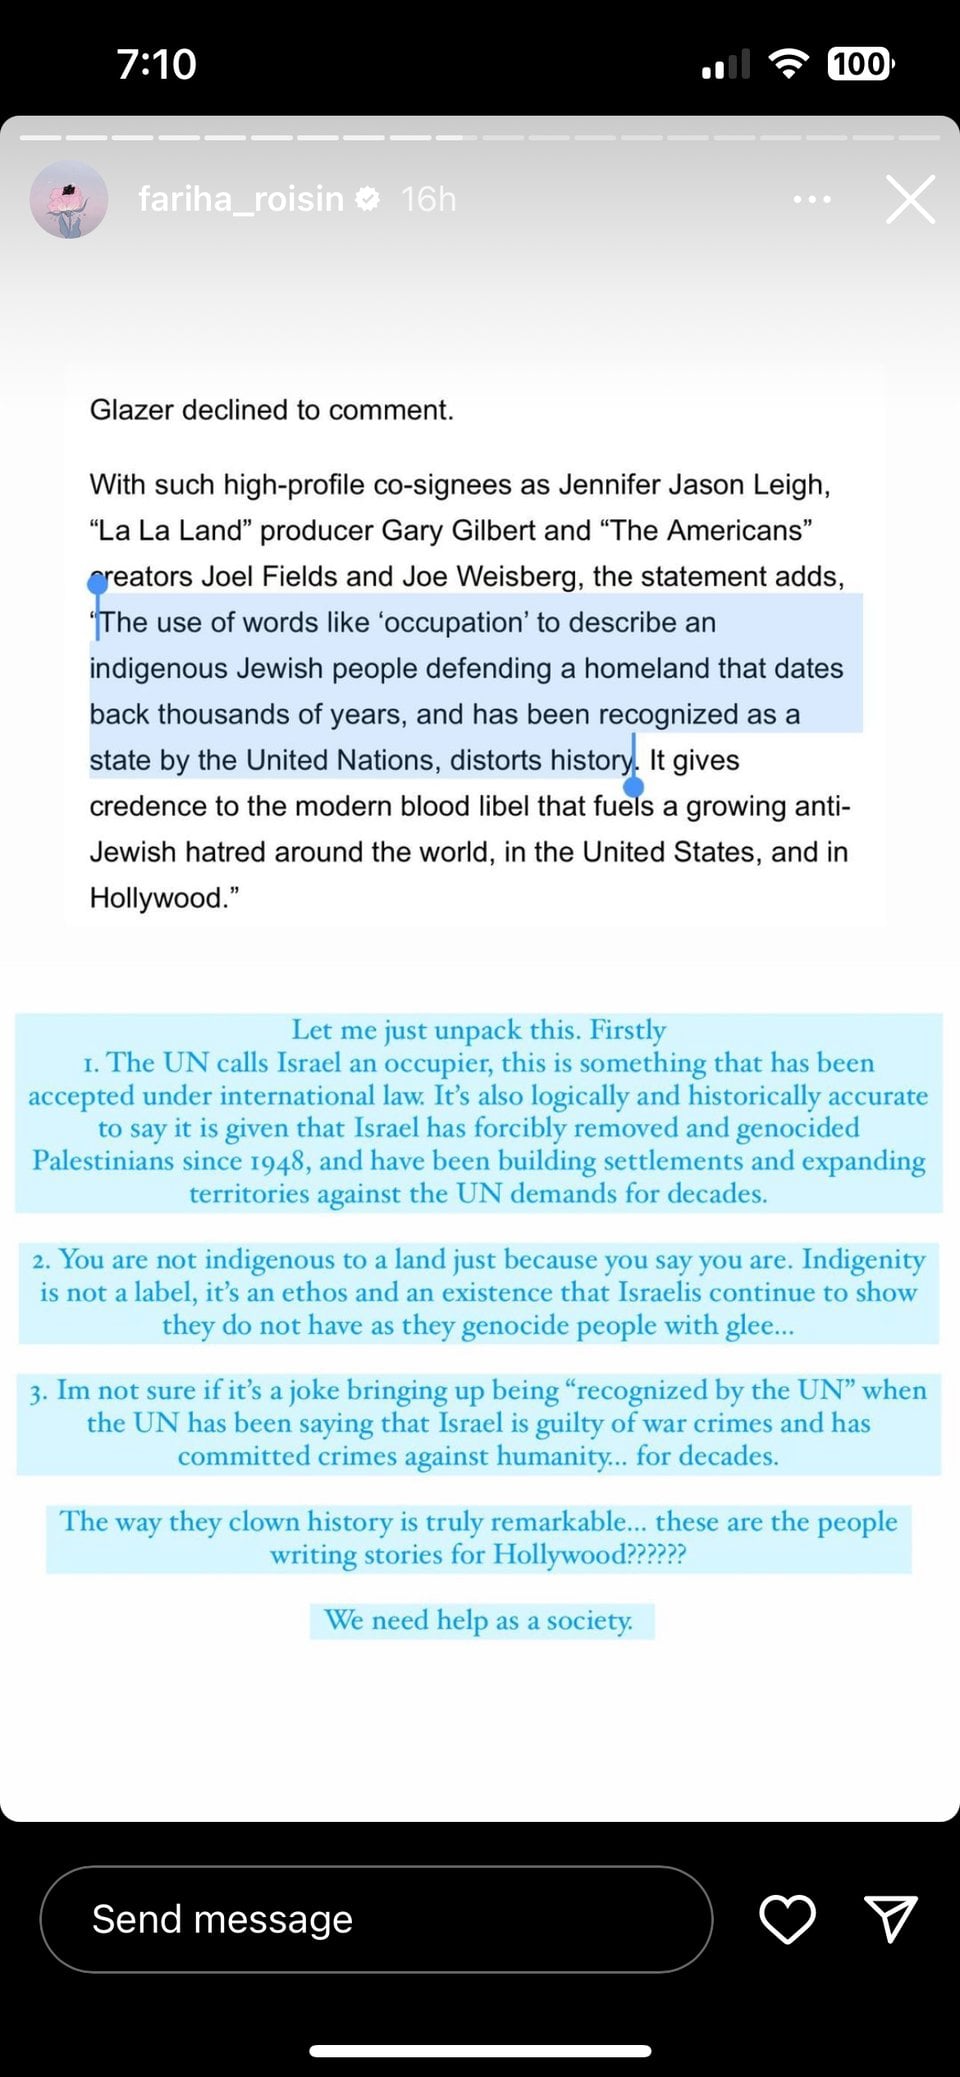 7:10
100
fariha_roisin 16h
Glazer declined to comment.
With such high-profile co-signees as Jennifer Jason Leigh,
“La La Land” producer Gary Gilbert and “The Americans”
creators Joel Fields and Joe Weisberg, the statement adds,
“The use of words like ‘occupation’ to describe an
indigenous Jewish people defending a homeland that dates
back thousands of years, and has been recognized as a
state by the United Nations, distorts history. It gives
credence to the modern blood libel that fuels a growing anti-
Jewish hatred around the world, in the United States, and in
Hollywood.”
Let me just unpack this. Firstly
1. The UN calls Israel an occupier, this is something that has been
accepted under international law. It’s also logically and historically accurate
to say it is given that Israel has forcibly removed and genocided
Palestinians since 1948, and have been building settlements and expanding
territories against the UN demands for decades.
2. You are not indigenous to a land just because you say you are. Indigenity
is not a label, it’s an ethos and an existence that Israelis continue to show
they do not have as they genocide people with glee...
3. Im not sure if it’s a joke bringing up being “recognized by the UN” when
the UN has been saying that Israel is guilty of war crimes and has
committed crimes against humanity... for decades.
The way they clown history is truly remarkable... these are the people
writing stories for Hollywood??????
We need help as a society.
Send message